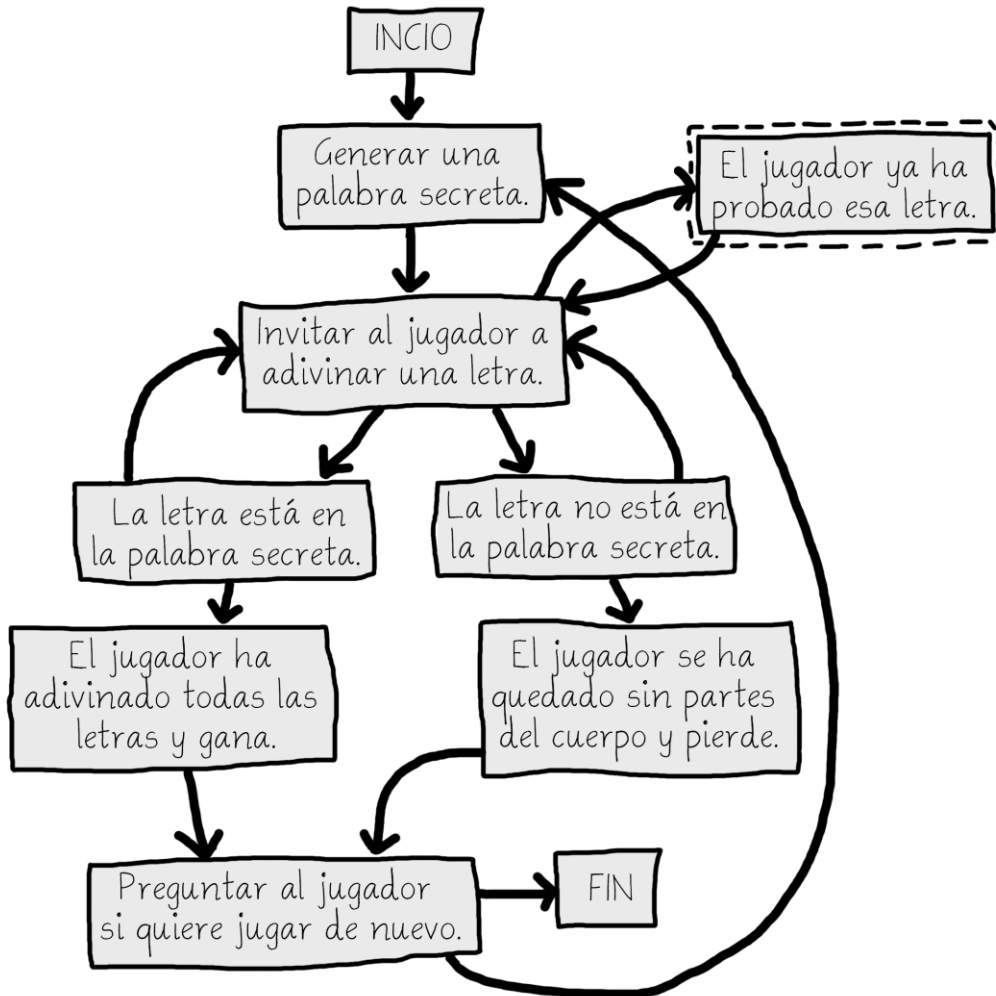 INCIO
Generar una
palabra secreta.
El jugador ya ha
probado esa letra.
Invitar al jugador a
adivinar una letra.
La letra está en
la palabra secreta.
La letra no está en
la palabra secreta.
El jugador ha
adivinado todas las
letras y gana.
El jugador se ha
quedado sin partes
del cuerpo y pierde.
Preguntar al jugador
si quiere jugar de nuevo.
FIN